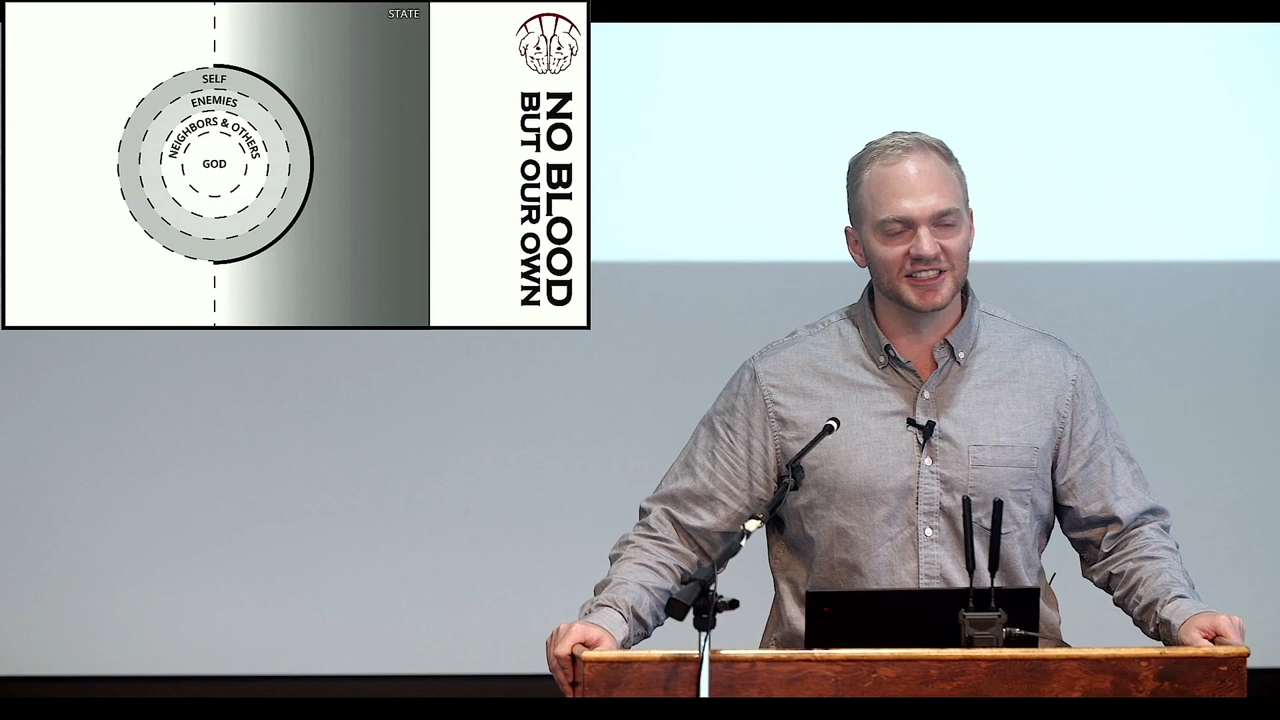 STATE
SELF
ENEMIES
NEIGHBORS & OTHERS
GOD
NO BLOOD
BUT OUR OWN